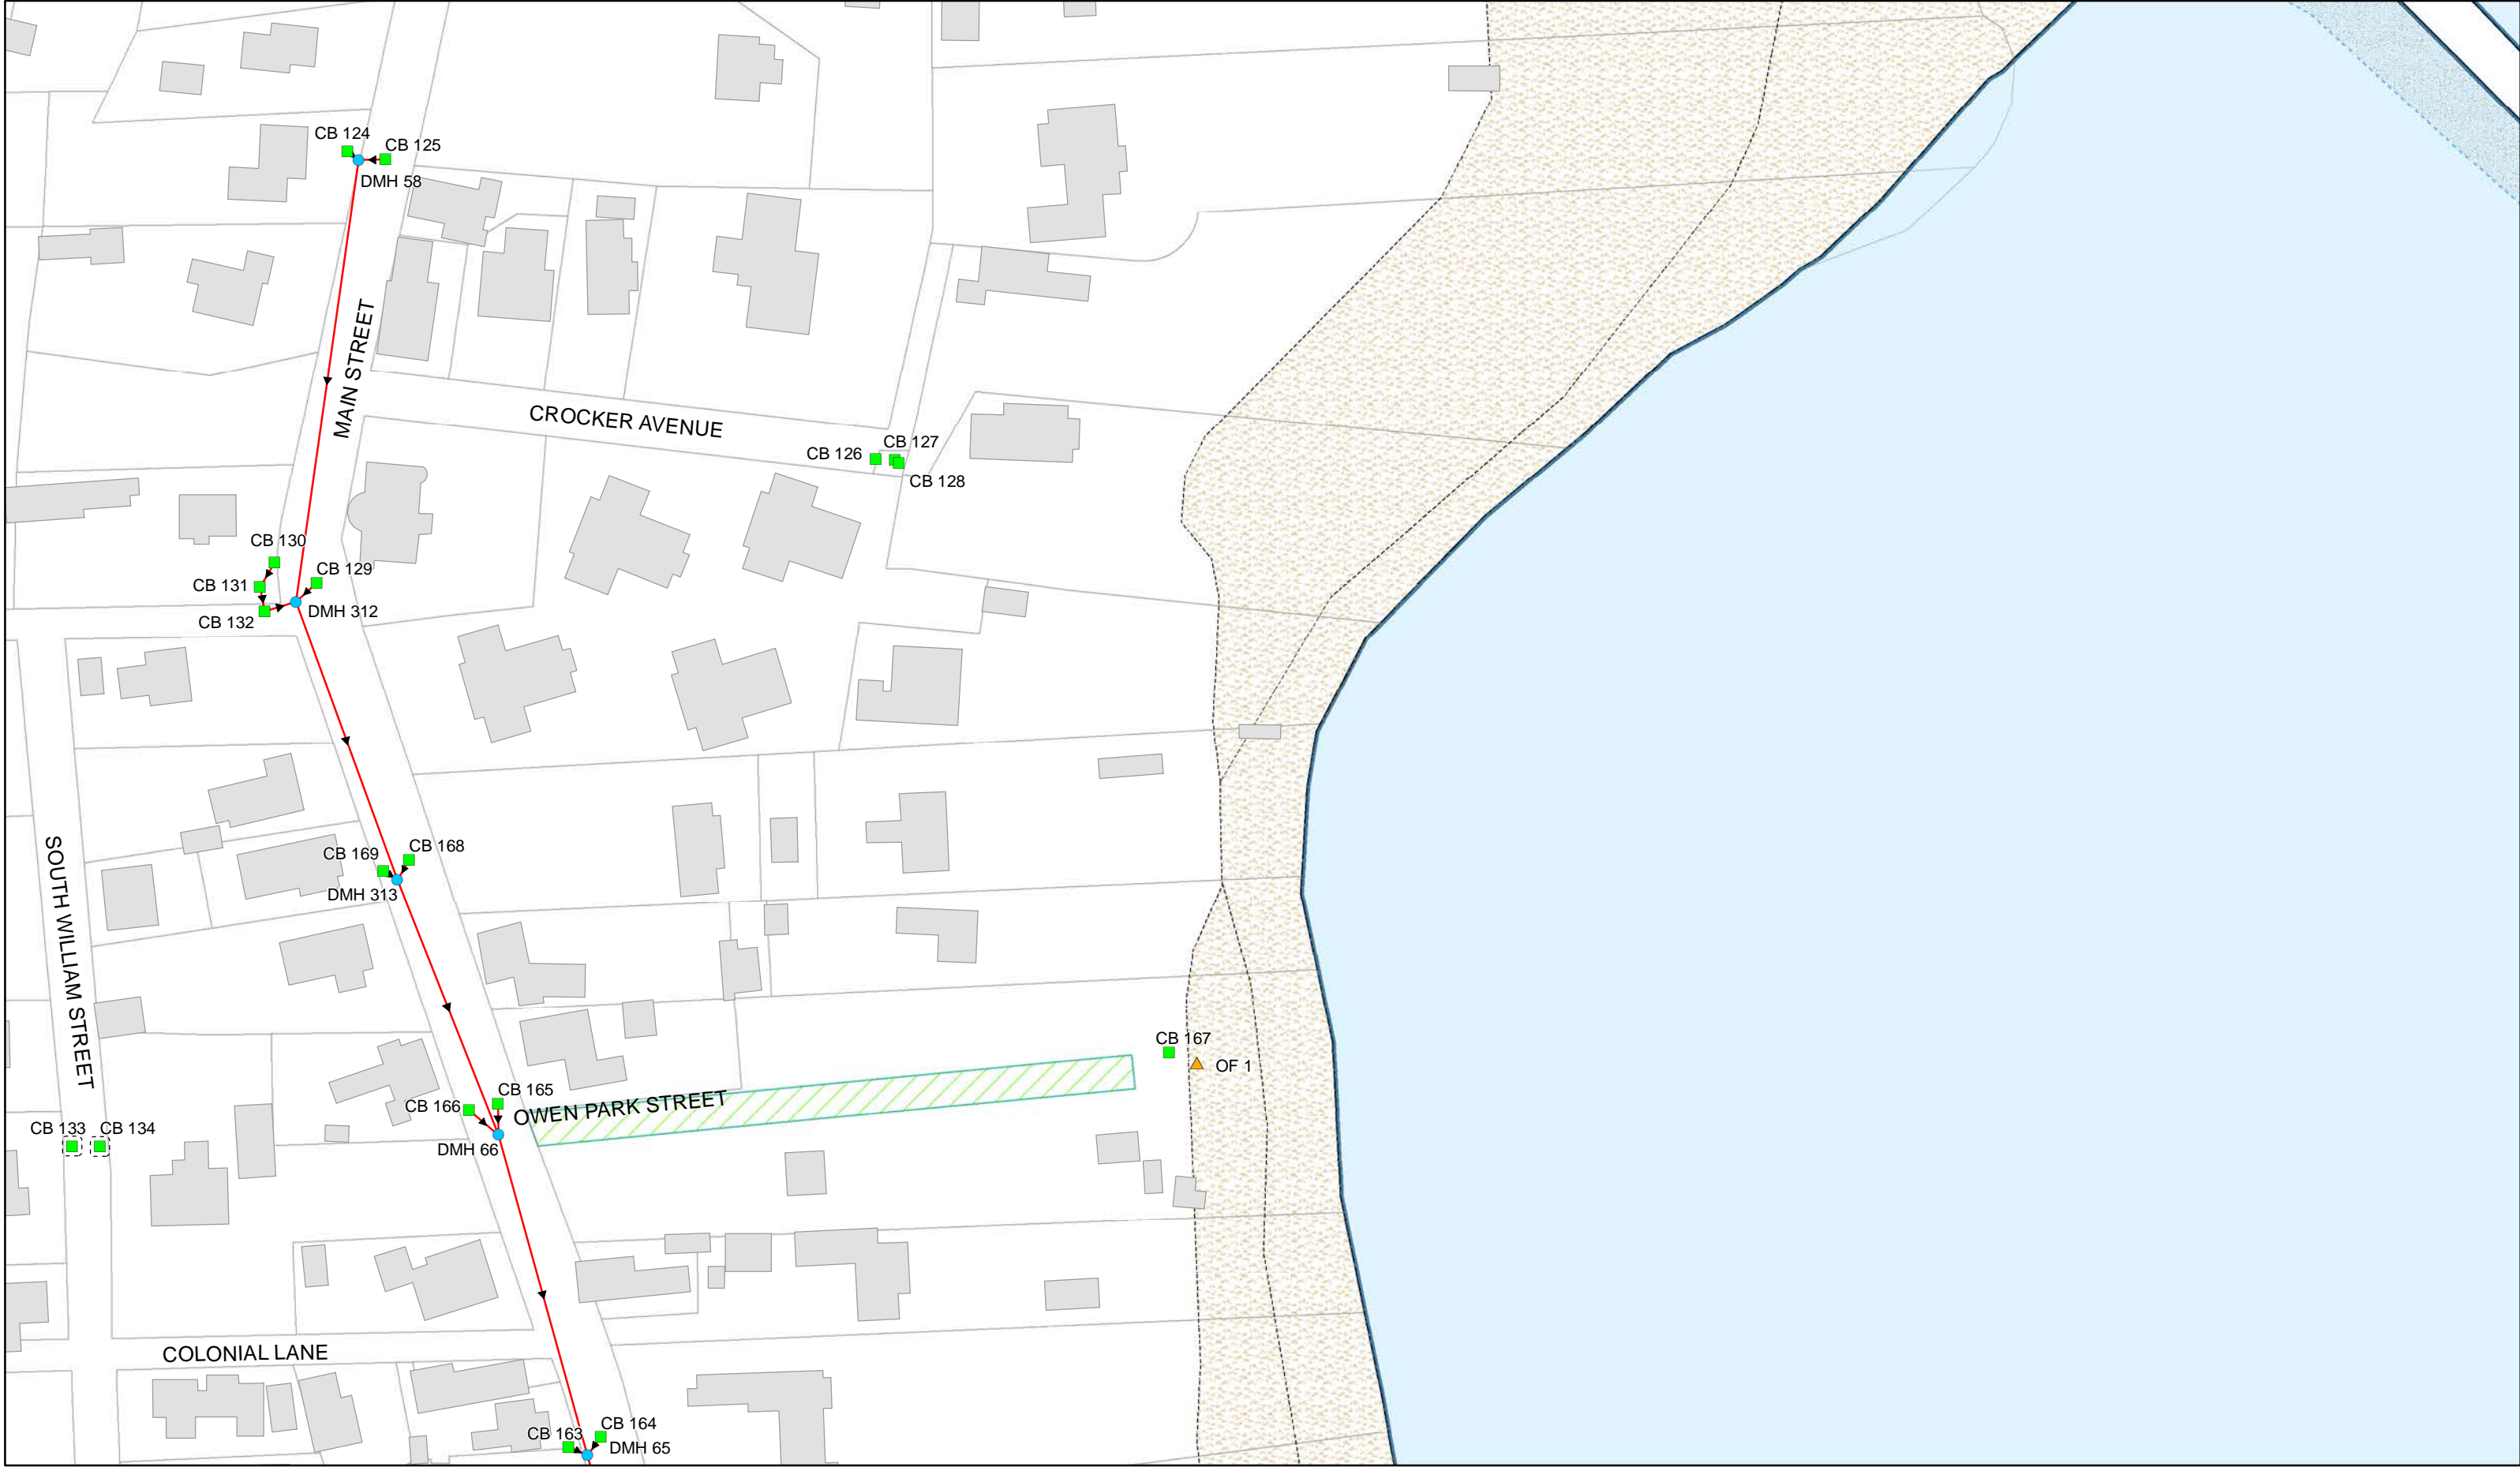 CB 124
CB 125
DMH 58
MAIN STREET
CROCKER AVENUE
CB 126
CB 127
CB 128
CB 130
CB 129
CB 131
DMH 312
CB 132
SOUTH WILLIAM STREET
CB 169
CB 168
DMH 313
CB 167
OF 1
CB 165
CB 166
OWEN PARK STREET
CB 133
CB 134
DMH 66
COLONIAL LANE
CB 164
CB 163
DMH 65